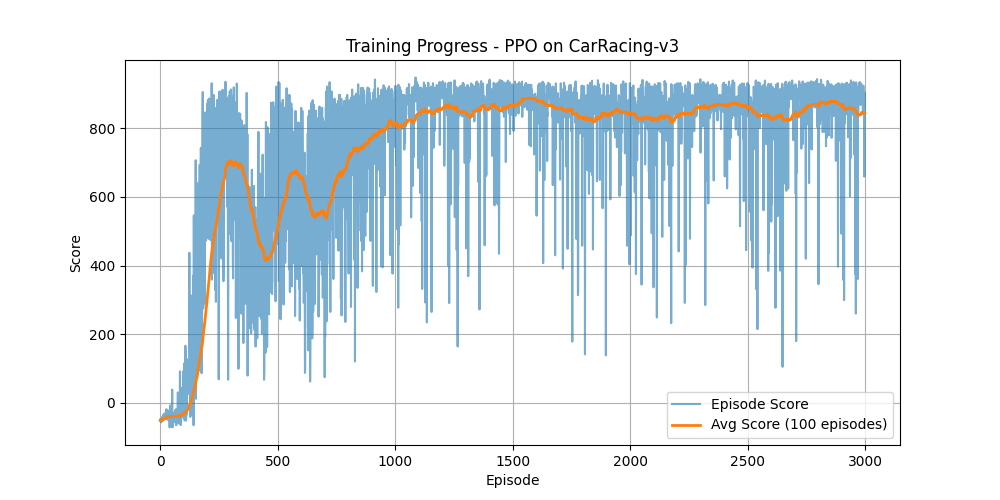 Training Progress - PPO on CarRacing-v3
Score
800
600
400
200
0
0 500 1000 1500 2000 2500 3000
Episode
Episode Score
Avg Score (100 episodes)